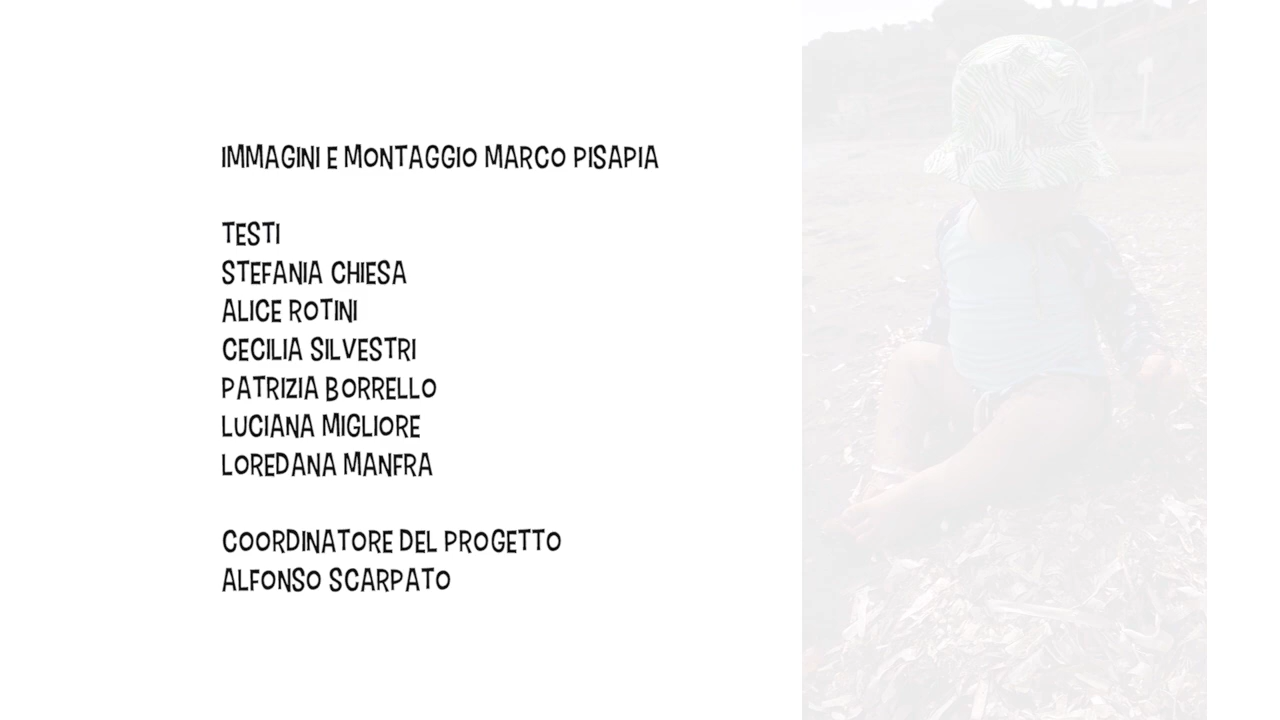 IMMAGINI E MONTAGGIO MARCO PISAPIA
TESTI
STEFANIA CHIESA
ALICE ROTINI
CECILIA SILVESTRI
PATRIZIA BORRELLO
LUCIANA MIGLIORE
LOREDANA MANFRA
COORDINATORE DEL PROGETTO
ALFONSO SCARPATO